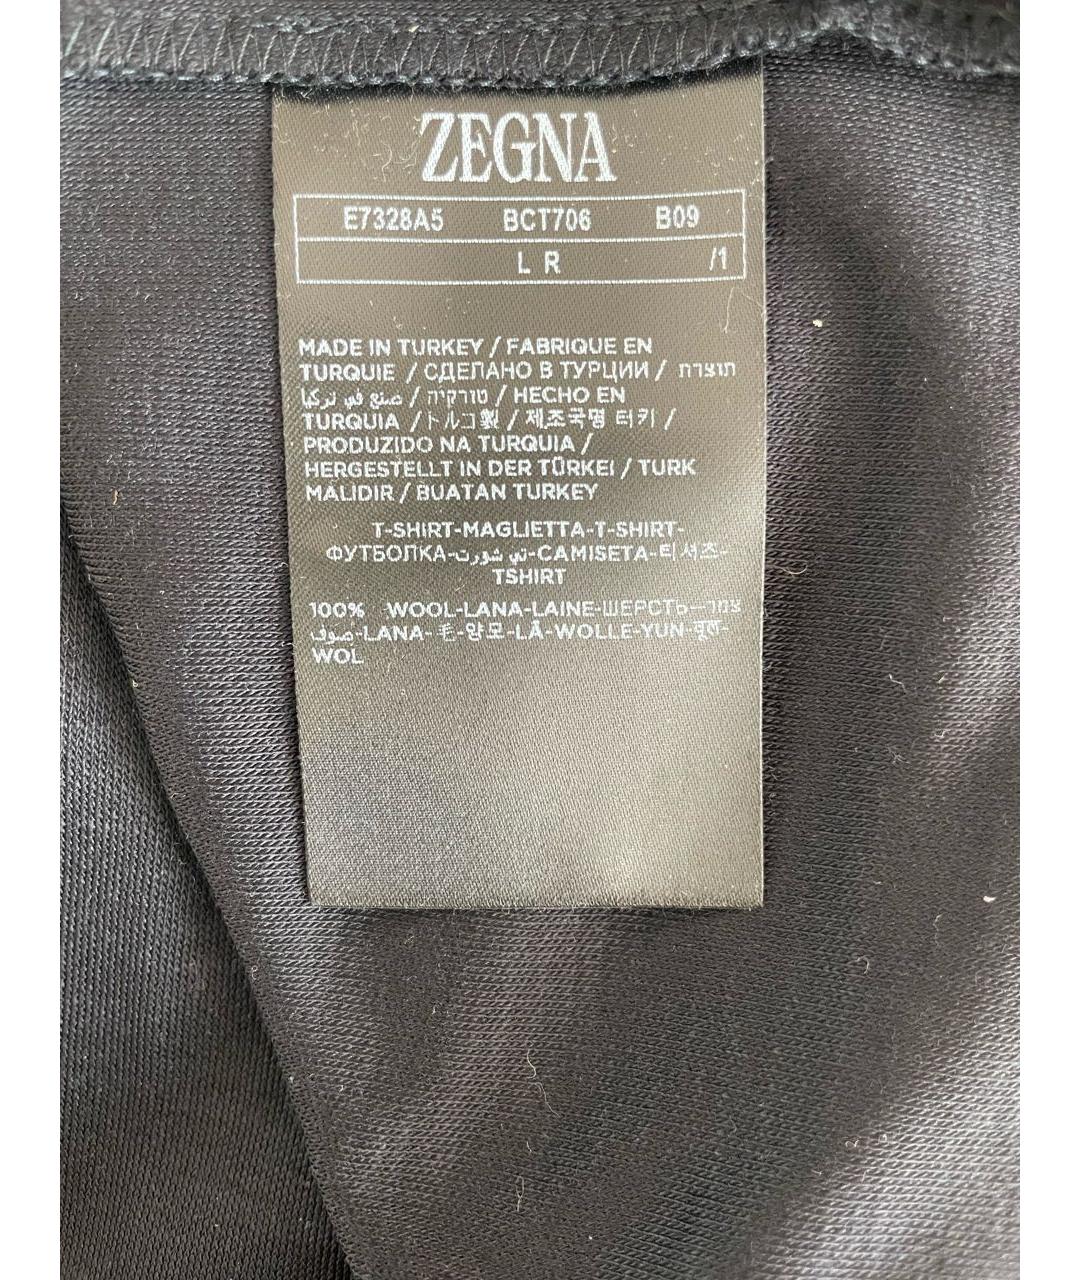 ZEGNA
E7328A5 BCT706 B09
L R /1
MADE IN TURKEY / FABRIQUE EN
TURQUIE / СДЕЛАНО В ТУРЦИИ / תוצרת
טורקיה / صنع في تركيا / HECHO EN
TURQUIA / トルコ製 / 제조국명 터키 /
PRODUZIDO NA TURQUIA /
HERGESTELLT IN DER TÜRKEI / TURK
MALIDIR / BUATAN TURKEY
T-SHIRT-MAGLIETTA-T-SHIRT-
ФУТБОЛКА-تي شورت-CAMISETA-티셔츠-
TSHIRT
100% WOOL-LANA-LAINE-ШЕРСТЬ-צמר-
صوف-LANA-毛-양모-LÃ-WOLLE-YUN-वूल-
WOL